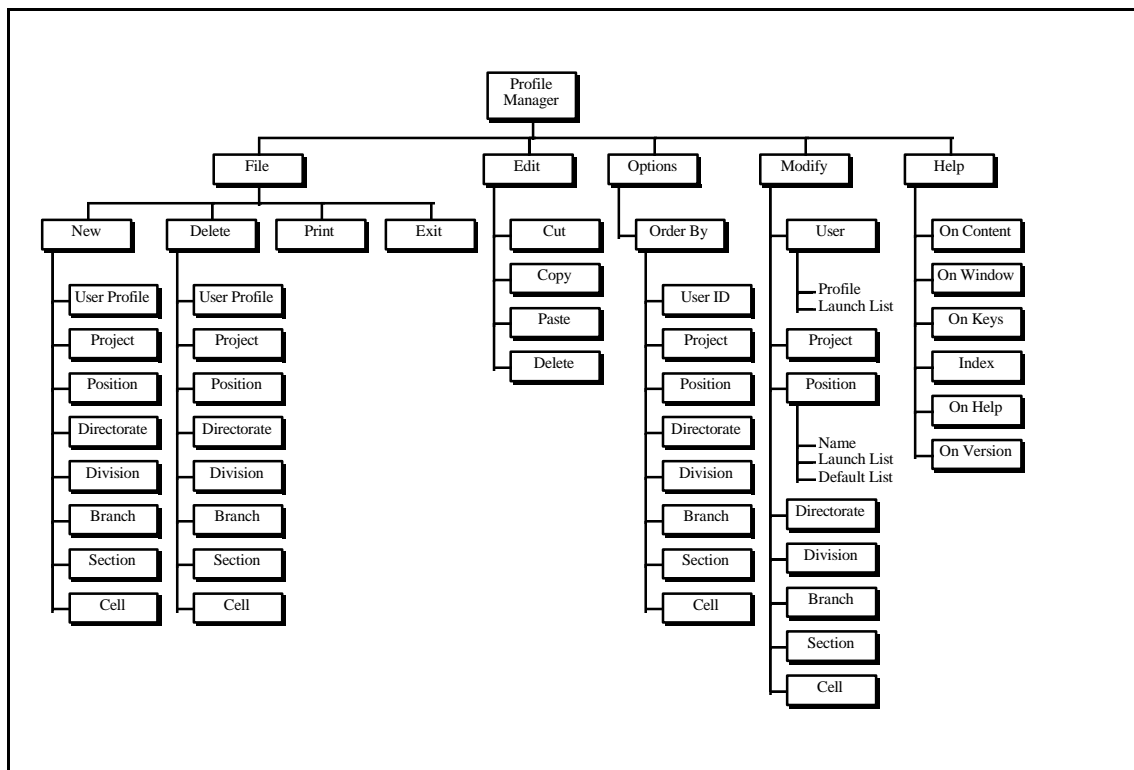 Profile
Manager
File
Edit
Options
Modify
Help
New
Delete
Print
Exit
User Profile
Project
Position
Directorate
Division
Branch
Section
Cell
User Profile
Project
Position
Directorate
Division
Branch
Section
Cell
Cut
Copy
Paste
Delete
Order By
User ID
Project
Position
Directorate
Division
Branch
Section
Cell
User
Profile
Launch List
Project
Position
Name
Launch List
Default List
Directorate
Division
Branch
Section
Cell
On Content
On Window
On Keys
Index
On Help
On Version